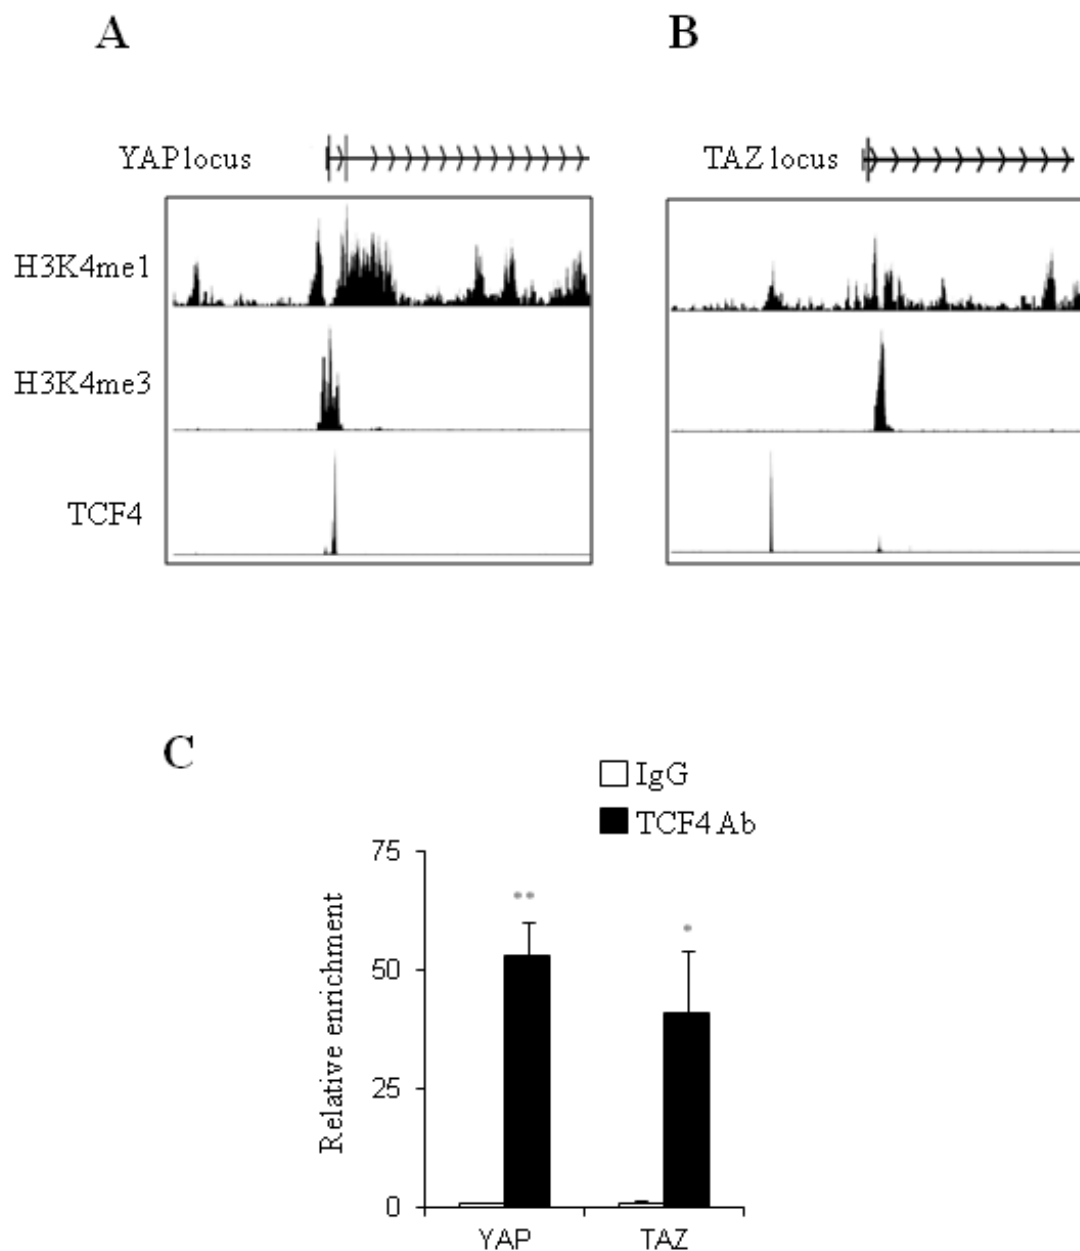 A
B
YAP locus
TAZ locus
H3K4me1
H3K4me3
TCF4
C
IgG
TCF4 Ab
75
50
25
0
Relative enrichment
**
*
YAP
TAZ